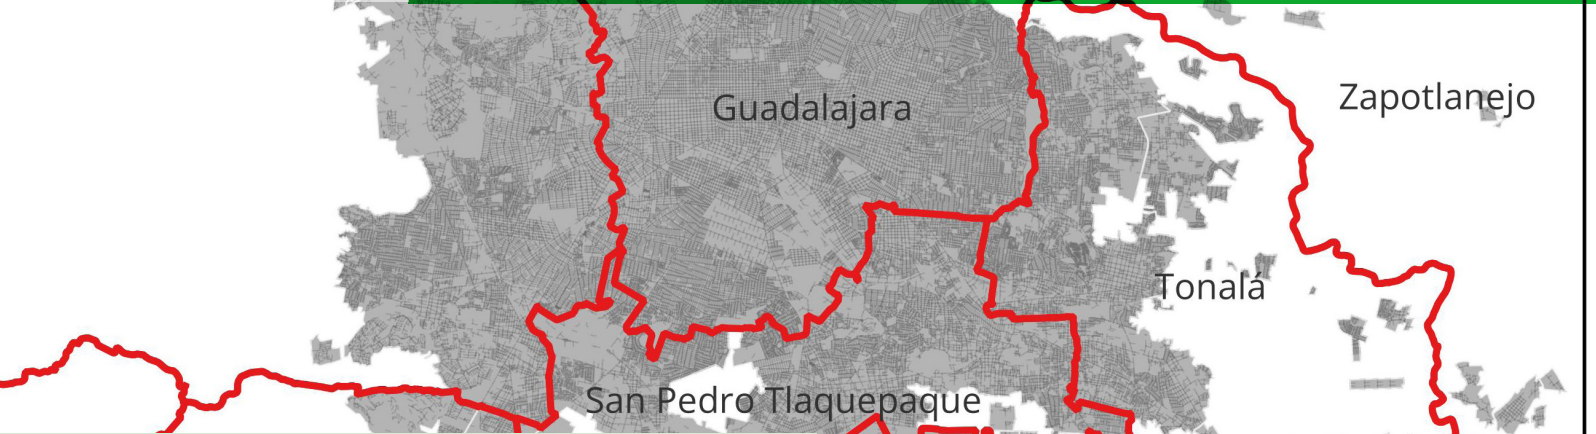 Zapotlanejo
Guadalajara
Tonalá
San Pedro Tlaquepaque